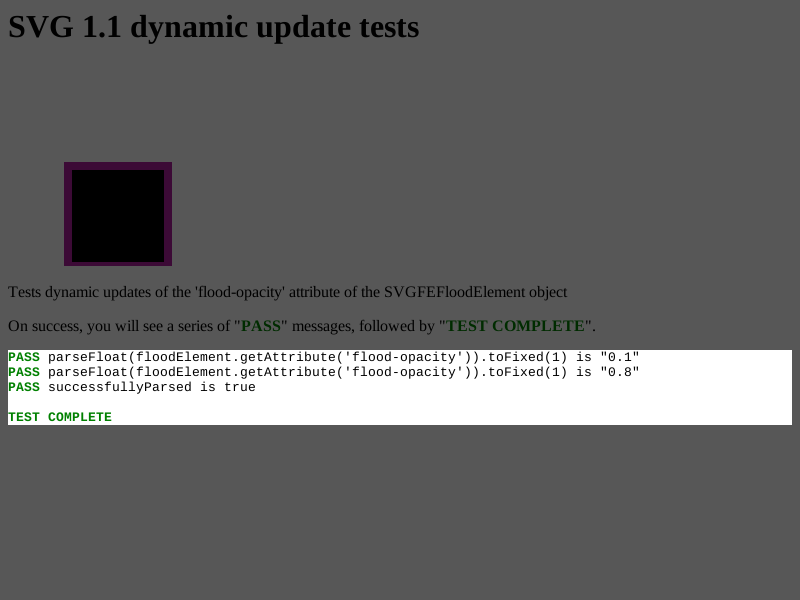 SVG 1.1 dynamic update tests
Tests dynamic updates of the 'flood-opacity' attribute of the SVGFEFloodElement object
On success, you will see a series of "PASS" messages, followed by "TEST COMPLETE".
PASS parseFloat(floodElement.getAttribute('flood-opacity')).toFixed(1) is "0.1"
PASS parseFloat(floodElement.getAttribute('flood-opacity')).toFixed(1) is "0.8"
PASS successfullyParsed is true
TEST COMPLETE